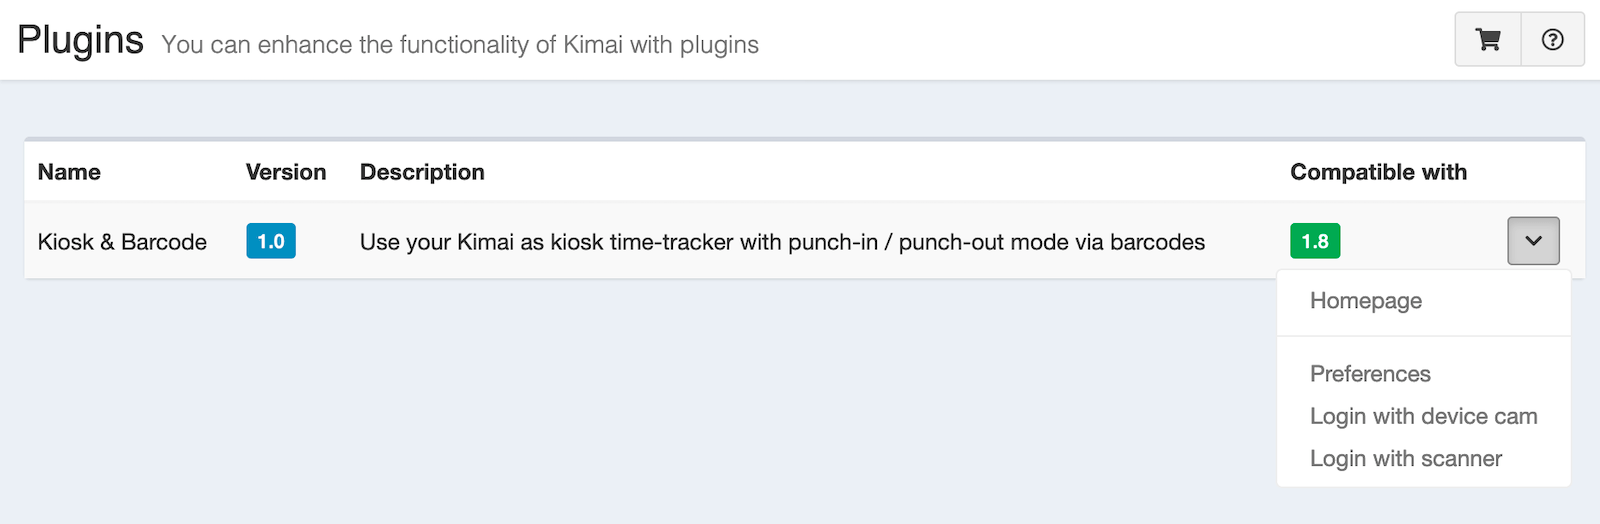 Plugins You can enhance the functionality of Kimai with plugins
Name Version Description Compatible with
Kiosk & Barcode 1.0 Use your Kimai as kiosk time-tracker with punch-in / punch-out mode via barcodes 1.8
Homepage
Preferences
Login with device cam
Login with scanner